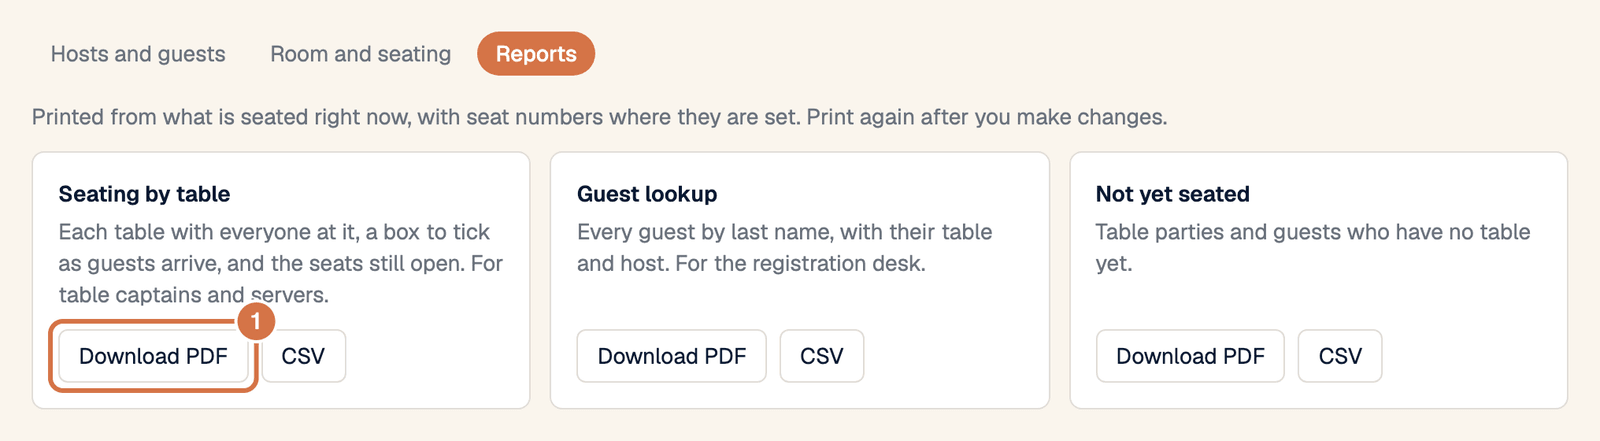 Hosts and guests
Room and seating
Reports
Printed from what is seated right now, with seat numbers where they are set. Print again after you make changes.
Seating by table
Each table with everyone at it, a box to tick
as guests arrive, and the seats still open. For
table captains and servers.
1
Download PDF
CSV
Guest lookup
Every guest by last name, with their table
and host. For the registration desk.
Download PDF
CSV
Not yet seated
Table parties and guests who have no table
yet.
Download PDF
CSV